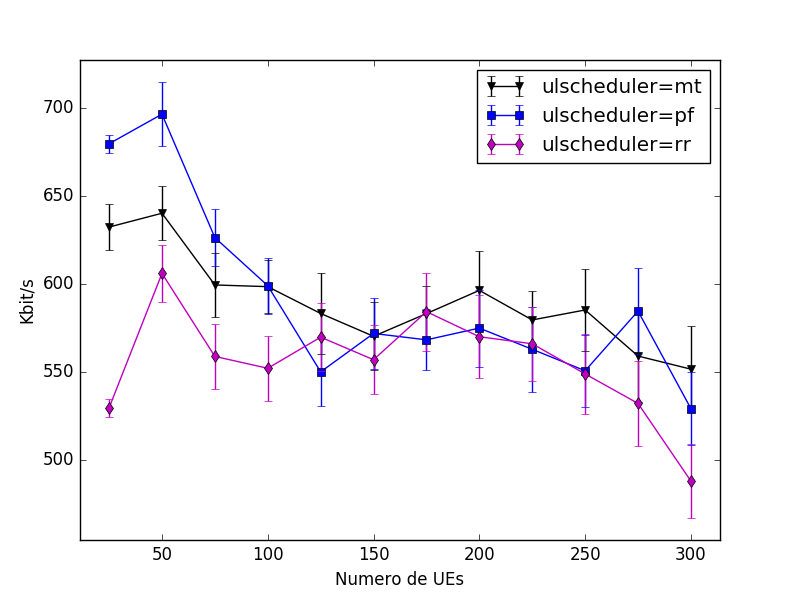 ulscheduler=mt
ulscheduler=pf
ulscheduler=rr
700
650
600
550
500
Kbit/s
50 100 150 200 250 300
Numero de UEs